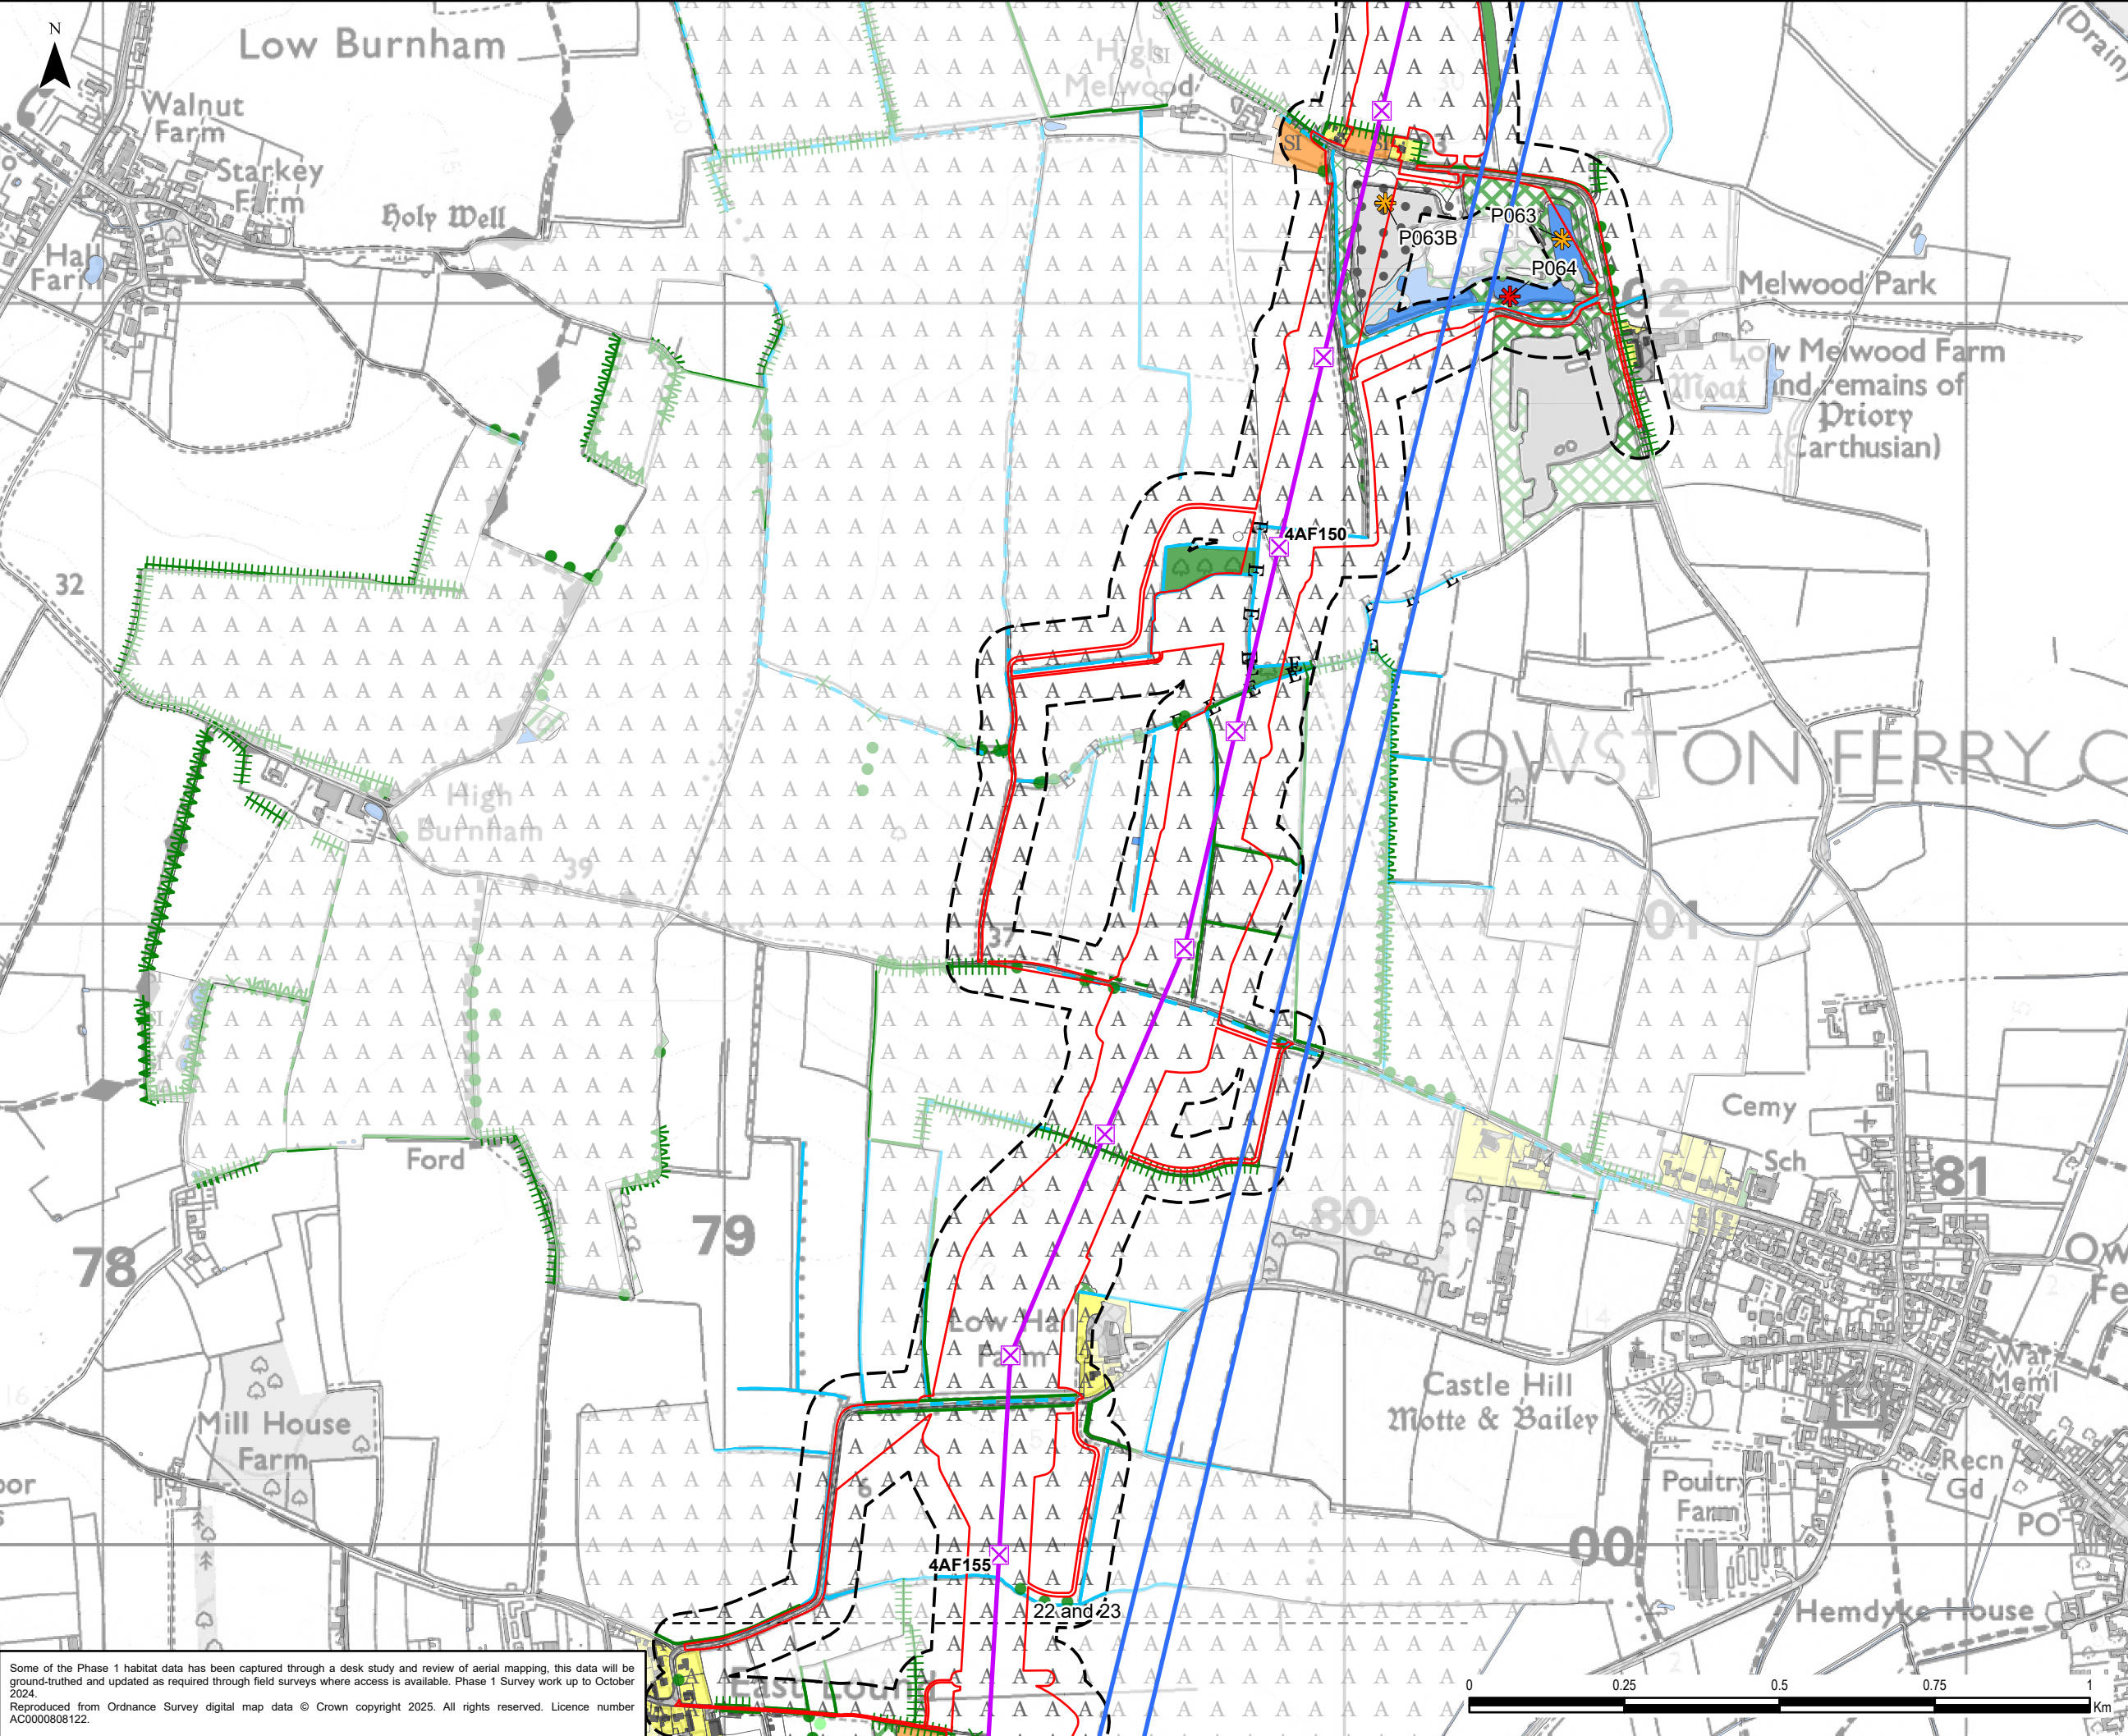 N
Low Burnham
High
Melwood
Walnut
Farm
Starkey
Farm
Holy Well
Hall
Farm
(Drain)
SI
SI
P063
P063B
P064
02
Melwood Park
Low Melwood Farm
and remains of
Moat
Priory
(Carthusian)
32
4AF150
OWSTON FERRY C
High
Burnham
39
37
01
Ford
Cemy
Sch
78
79
80
81
Low Hall
Farm
14
16
Castle Hill
Motte & Bailey
War
Meml
Mill House
Farm
Recn
Gd
Poultry
Farm
PO
6
00
4AF155
22 and 23
Hemdyke House
East Lound
Some of the Phase 1 habitat data has been captured through a desk study and review of aerial mapping, this data will be
ground-truthed and updated as required through field surveys where access is available. Phase 1 Survey work up to October
2024.
Reproduced from Ordnance Survey digital map data © Crown copyright 2025. All rights reserved. Licence number
AC0000808122.
0 0.25 0.5 0.75 1
Km